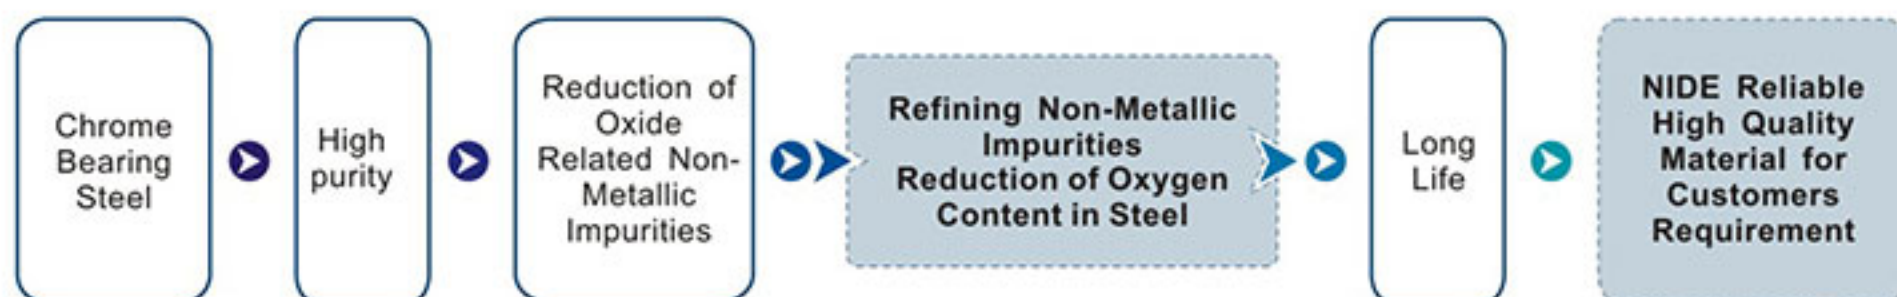 Chrome
Bearing
Steel
High
purity
Reduction of
Oxide
Related Non-
Metallic
Impurities
Refining Non-Metallic
Impurities
Reduction of Oxygen
Content in Steel
Long
Life
NIDE Reliable
High Quality
Material for
Customers
Requirement